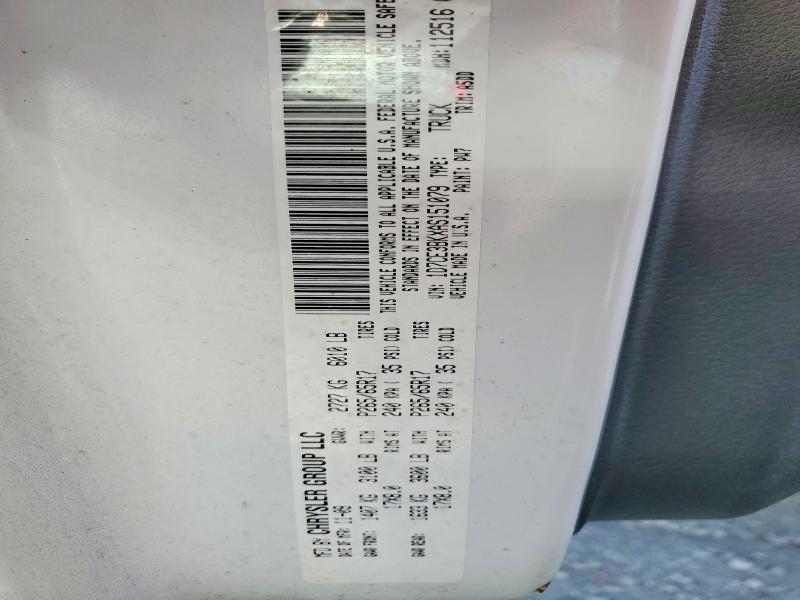 MFD BY CHRYSLER GROUP LLC
DATE OF MFR: 11-09 GVWR: 2727 KG 6010 LB
GAWR FRONT: 1407 KG 3100 LB WITH P265/65R17 TIRES
17X8.0 RIMS AT 240 KPA ( 35 PSI) COLD
GAWR REAR: 1633 KG 3600 LB WITH P265/65R17 TIRES
17X8.0 RIMS AT 240 KPA ( 35 PSI) COLD
THIS VEHICLE CONFORMS TO ALL APPLICABLE U.S.A. FEDERAL MOTOR VEHICLE SAFE
STANDARDS IN EFFECT ON THE DATE OF MANUFACTURE SHOWN ABOVE.
VIN: 1D7CE3BKXAS151079 TYPE: TRUCK MDH: 112516
VEHICLE MADE IN U.S.A. PAINT: PW7 TRIM: A5DD